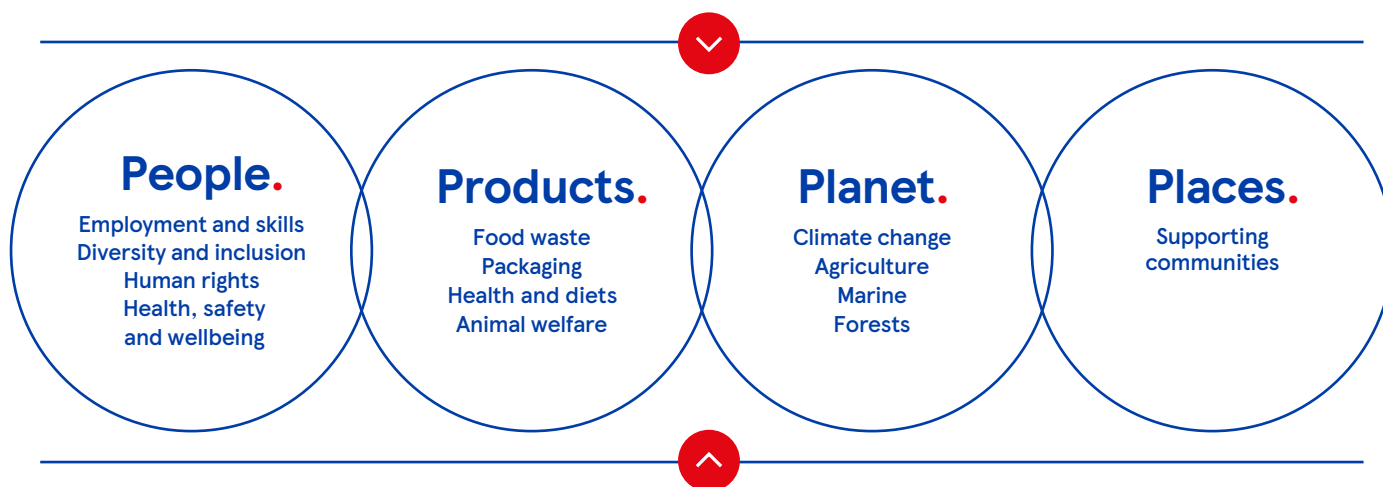 People.
Employment and skills
Diversity and inclusion
Human rights
Health, safety
and wellbeing
Products.
Food waste
Packaging
Health and diets
Animal welfare
Planet.
Climate change
Agriculture
Marine
Forests
Places.
Supporting
communities